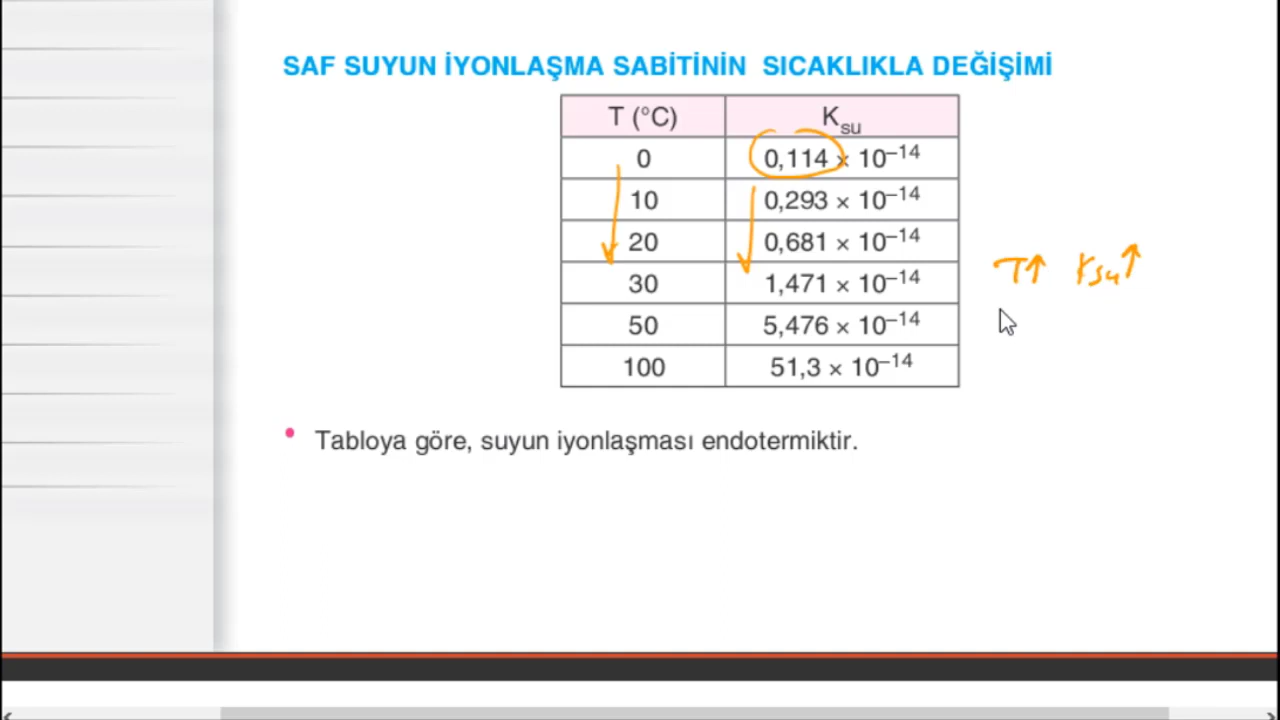 SAF SUYUN İYONLAŞMA SABİTİNİN SICAKLIKLA DEĞİŞİMİ
T (°C) K_su
0 0,114 × 10⁻¹⁴
10 0,293 × 10⁻¹⁴
20 0,681 × 10⁻¹⁴
T↑ Ksu↑
30 1,471 × 10⁻¹⁴
50 5,476 × 10⁻¹⁴
100 51,3 × 10⁻¹⁴
• Tabloya göre, suyun iyonlaşması endotermiktir.